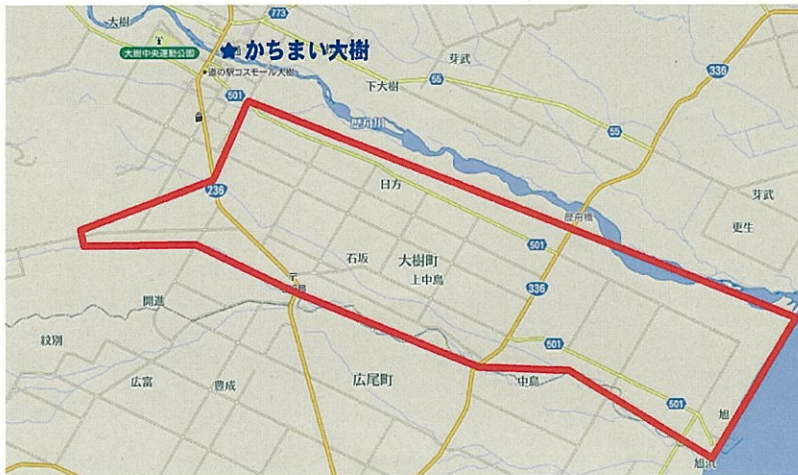 773
大樹
大樹中央運動公園
★かちまい大樹
道の駅コスモール大樹
芽武
336
55
下大樹
501
歴舟川
55
236
日方
芽武
歴舟橋
更生
石坂
大樹町
上中島
501
〒
336
開進
紋別
501
広富
豊成
広尾町
中島
501
旭
旭浜